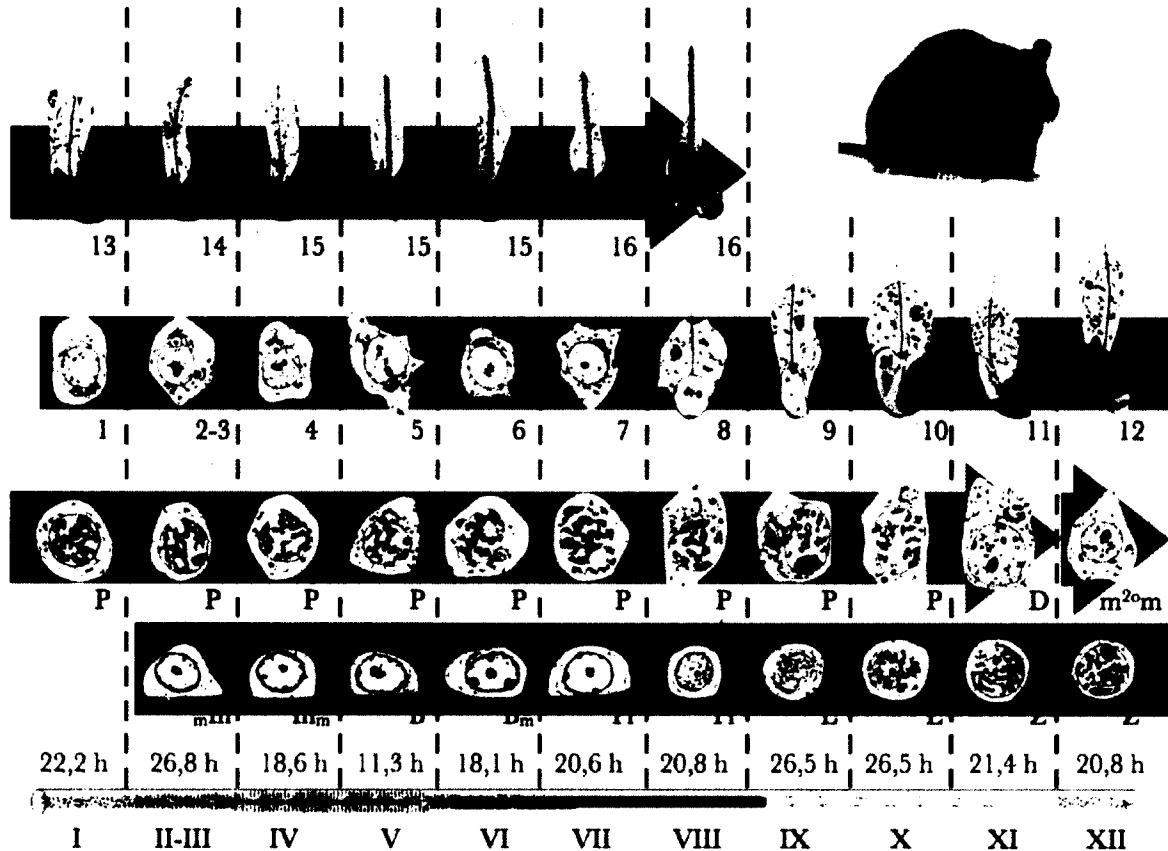 13 14 15 15 15 16 16
1 2-3 4 5 6 7 8 9 10 11 12
P P P P P P P P P D m²ᵒm
22,2 h 26,8 h 18,6 h 11,3 h 18,1 h 20,6 h 20,8 h 26,5 h 26,5 h 21,4 h 20,8 h
I II-III IV V VI VII VIII IX X XI XII